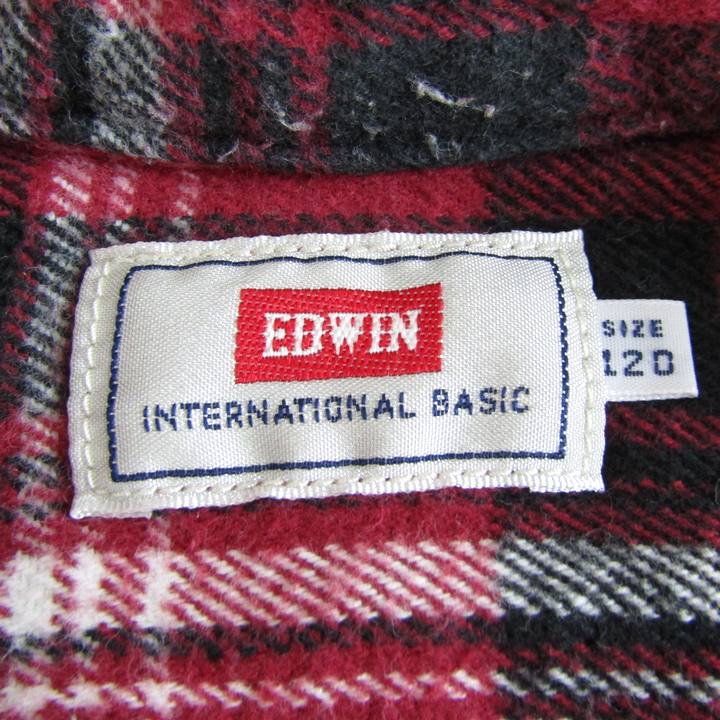 EDWIN
INTERNATIONAL BASIC
SIZE
120